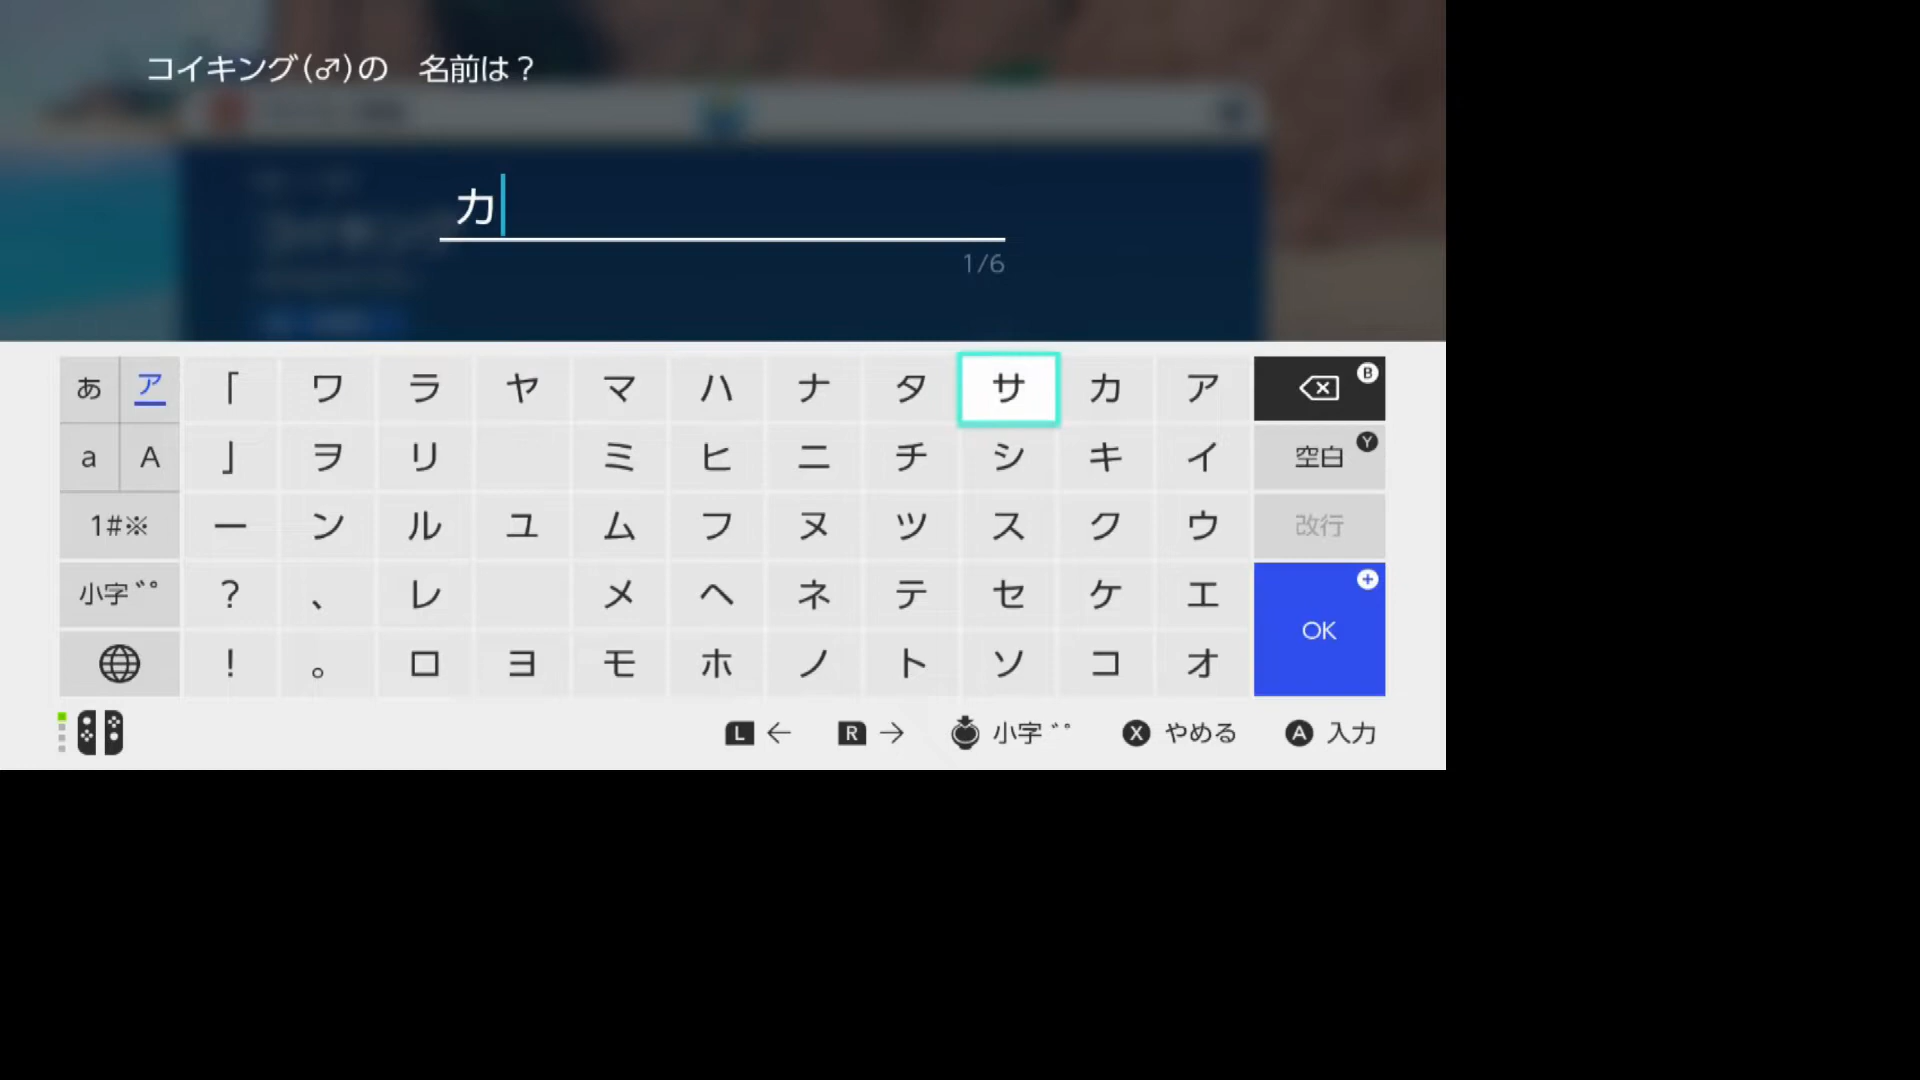 コイキング(♂)の　名前は？
カ
1/6
あ ア 「 ワ ラ ヤ マ ハ ナ タ サ カ ア B
a A 」 ヲ リ ミ ヒ ニ チ シ キ イ 空白 Y
1#※ ー ン ル ユ ム フ ヌ ツ ス ク ウ 改行
小字゛゜ ? 、 レ メ ヘ ネ テ セ ケ エ
! 。 ロ ヨ モ ホ ノ ト ソ コ オ OK
L ← R → 小字゛゜ X やめる A 入力